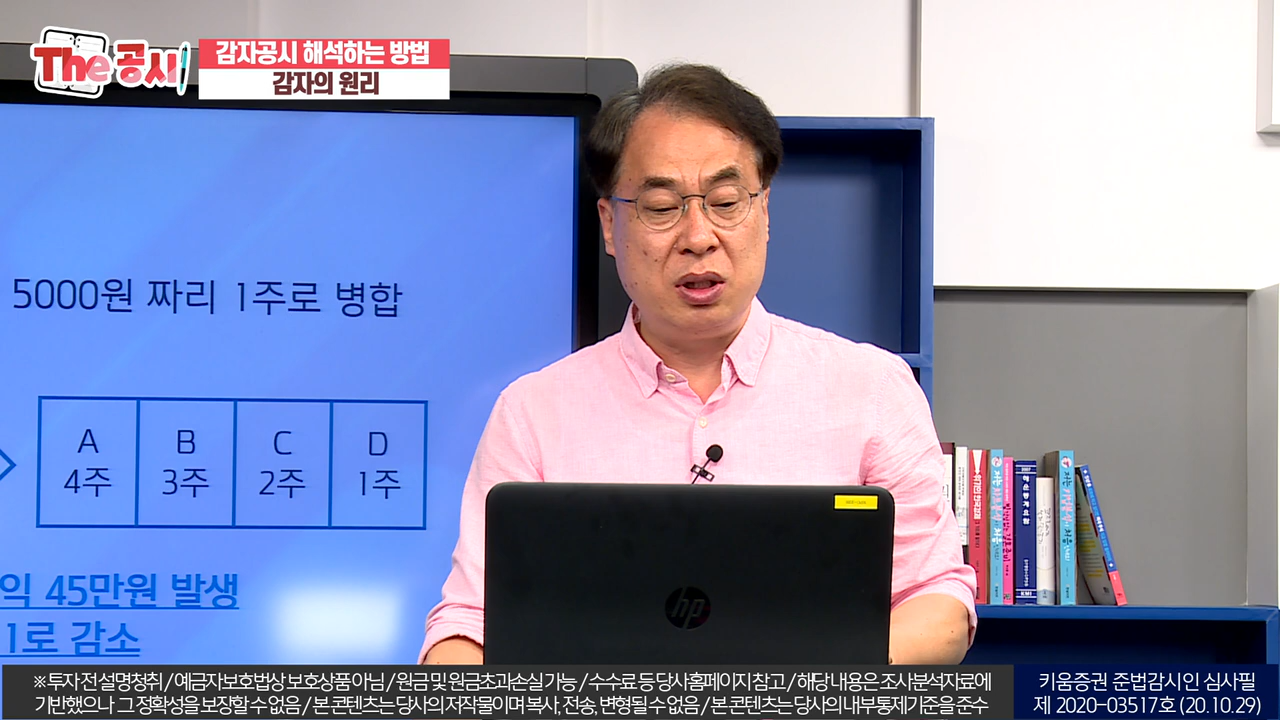 The 공시
감자공시 해석하는 방법
감자의 원리
5000원 짜리 1주로 병합
A B C D
4주 3주 2주 1주
익 45만원 발생
1로 감소
hp
※ 투자 전 설명청취 / 예금자보호법상 보호상품 아님 / 원금 및 원금초과손실 가능 / 수수료 등 당사홈페이지 참고 / 해당 내용은 조사분석자료에
기반했으나 그 정확성을 보장할 수 없음 / 본 콘텐츠는 당사의 저작물이며 복사, 전송, 변형될 수 없음 / 본 콘텐츠는 당사의 내부통제기준을 준수
키움증권 준법감시인 심사필
제 2020-03517호 (20.10.29)